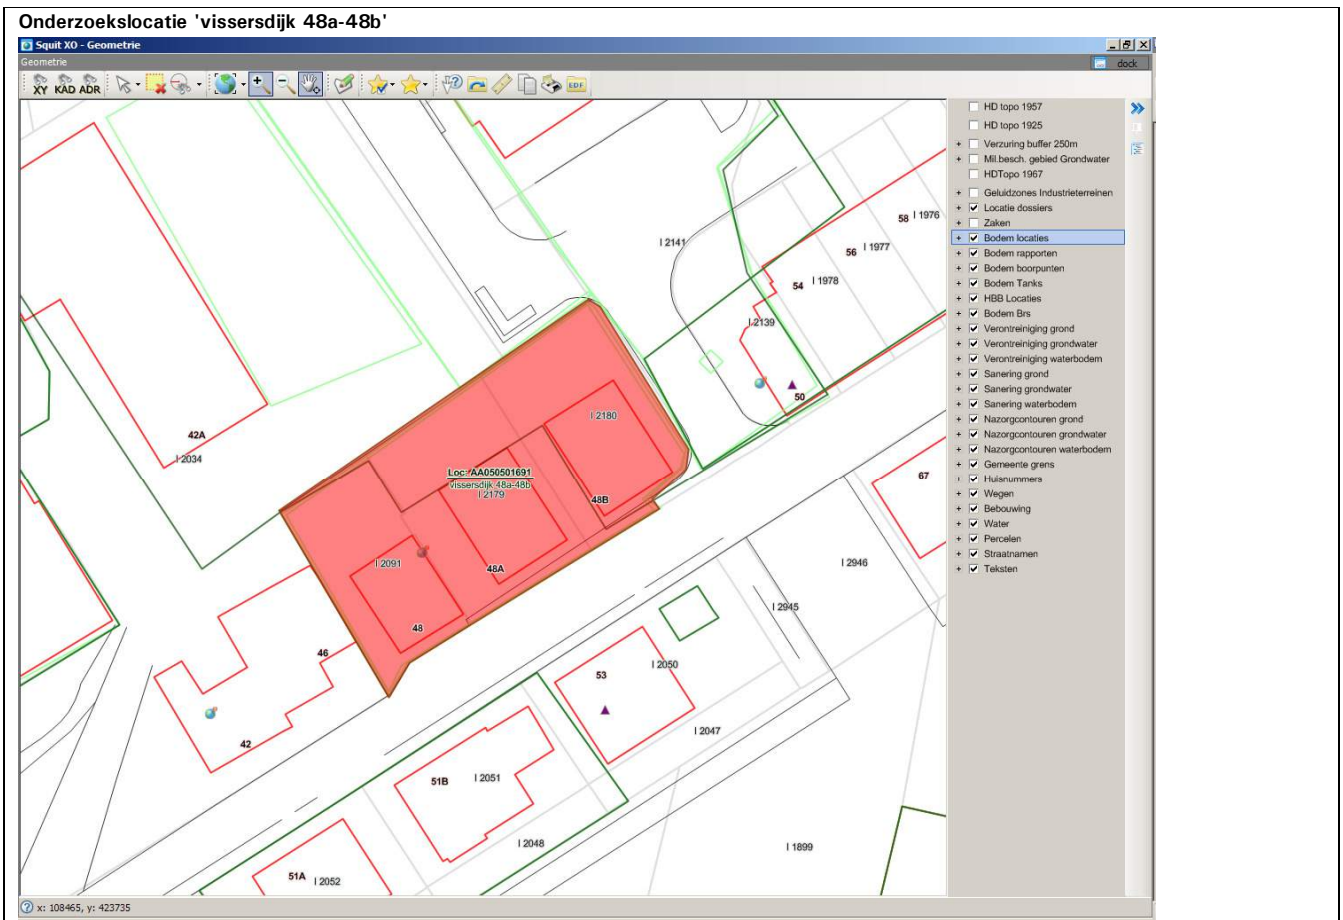 Onderzoekslocatie 'vissersdijk 48a-48b'
Squit XO - Geometrie
Geometrie
dock
XY KAD ADR
EDF
HD topo 1957
HD topo 1925
Verzuring buffer 250m
Mil.besch. gebied Grondwater
HDTopo 1967
Geluidzones Industrieterreinen
Locatie dossiers
Zaken
Bodem locaties
Bodem rapporten
Bodem boorpunten
Bodem Tanks
HBB Locaties
Bodem Brs
Verontreiniging grond
Verontreiniging grondwater
Verontreiniging waterbodem
Sanering grond
Sanering grondwater
Sanering waterbodem
Nazorgcontouren grond
Nazorgcontouren grondwater
Nazorgcontouren waterbodem
Gemeente grens
Huisnummers
Wegen
Bebouwing
Water
Percelen
Straatnamen
Teksten
58 I 1976
I 2141
56 I 1977
54 I 1978
I 2139
50
I 2180
42A
I 2034
67
Loc: AA050501691
vissersdijk 48a-48b
I 2179
48B
I 2091
48A
I 2946
I 2945
48
46
I 2050
53
42
I 2047
51B I 2051
I 2048
I 1899
51A I 2052
x: 108465, y: 423735